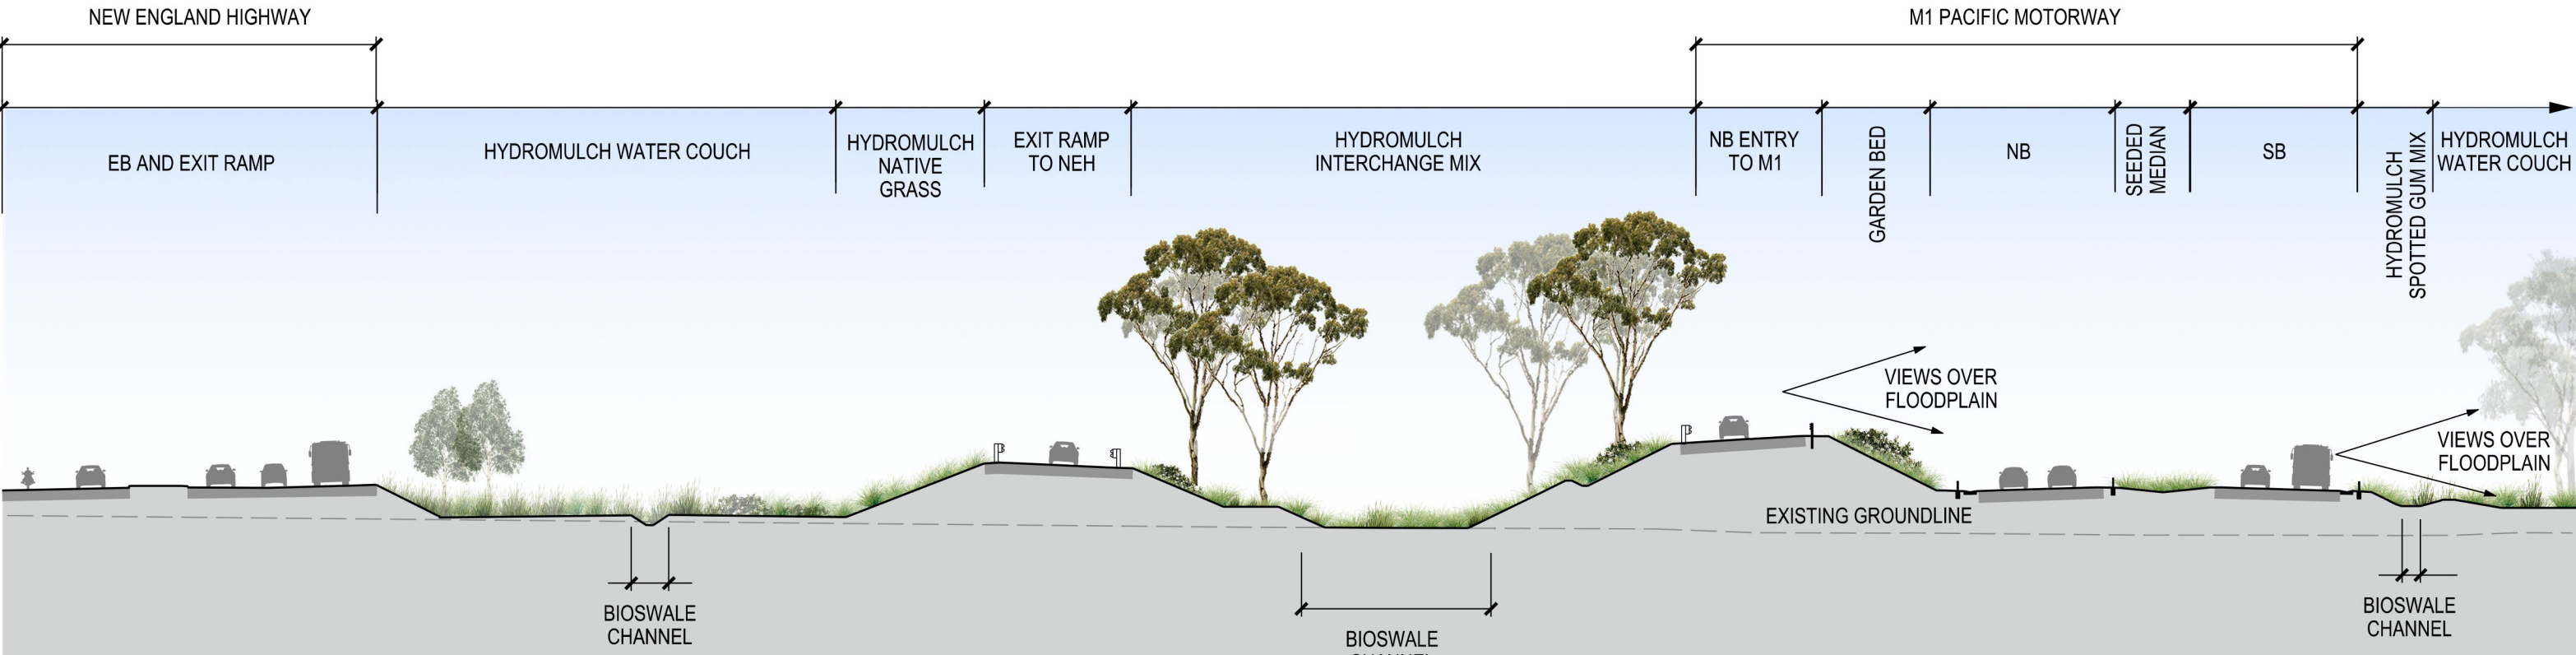 NEW ENGLAND HIGHWAY
M1 PACIFIC MOTORWAY
EB AND EXIT RAMP
HYDROMULCH WATER COUCH
HYDROMULCH
NATIVE
GRASS
EXIT RAMP
TO NEH
HYDROMULCH
INTERCHANGE MIX
NB ENTRY
TO M1
GARDEN BED
NB
SEEDED
MEDIAN
SB
HYDROMULCH
SPOTTED GUM MIX
HYDROMULCH
WATER COUCH
VIEWS OVER
FLOODPLAIN
VIEWS OVER
FLOODPLAIN
EXISTING GROUNDLINE
BIOSWALE
CHANNEL
BIOSWALE
BIOSWALE
CHANNEL